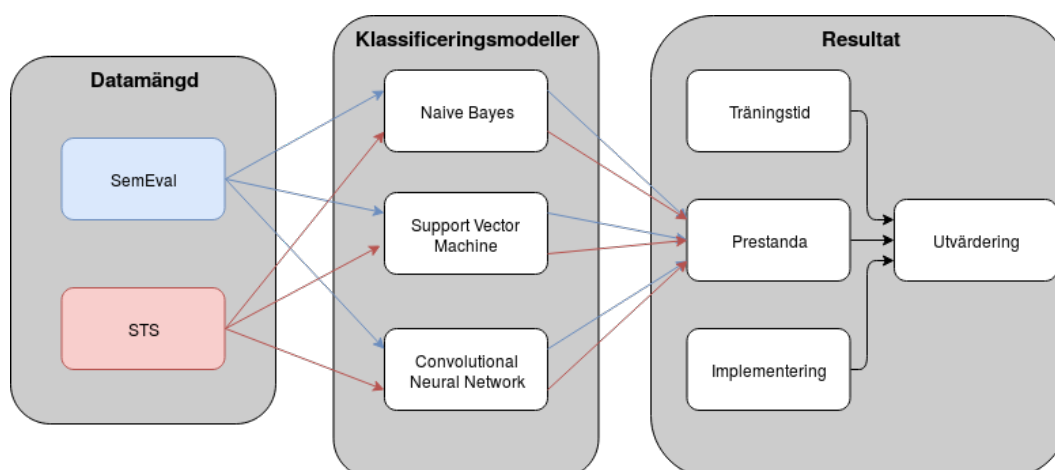 Datamängd
SemEval
STS
Klassificeringsmodeller
Naive Bayes
Support Vector
Machine
Convolutional
Neural Network
Resultat
Träningstid
Prestanda
Implementering
Utvärdering